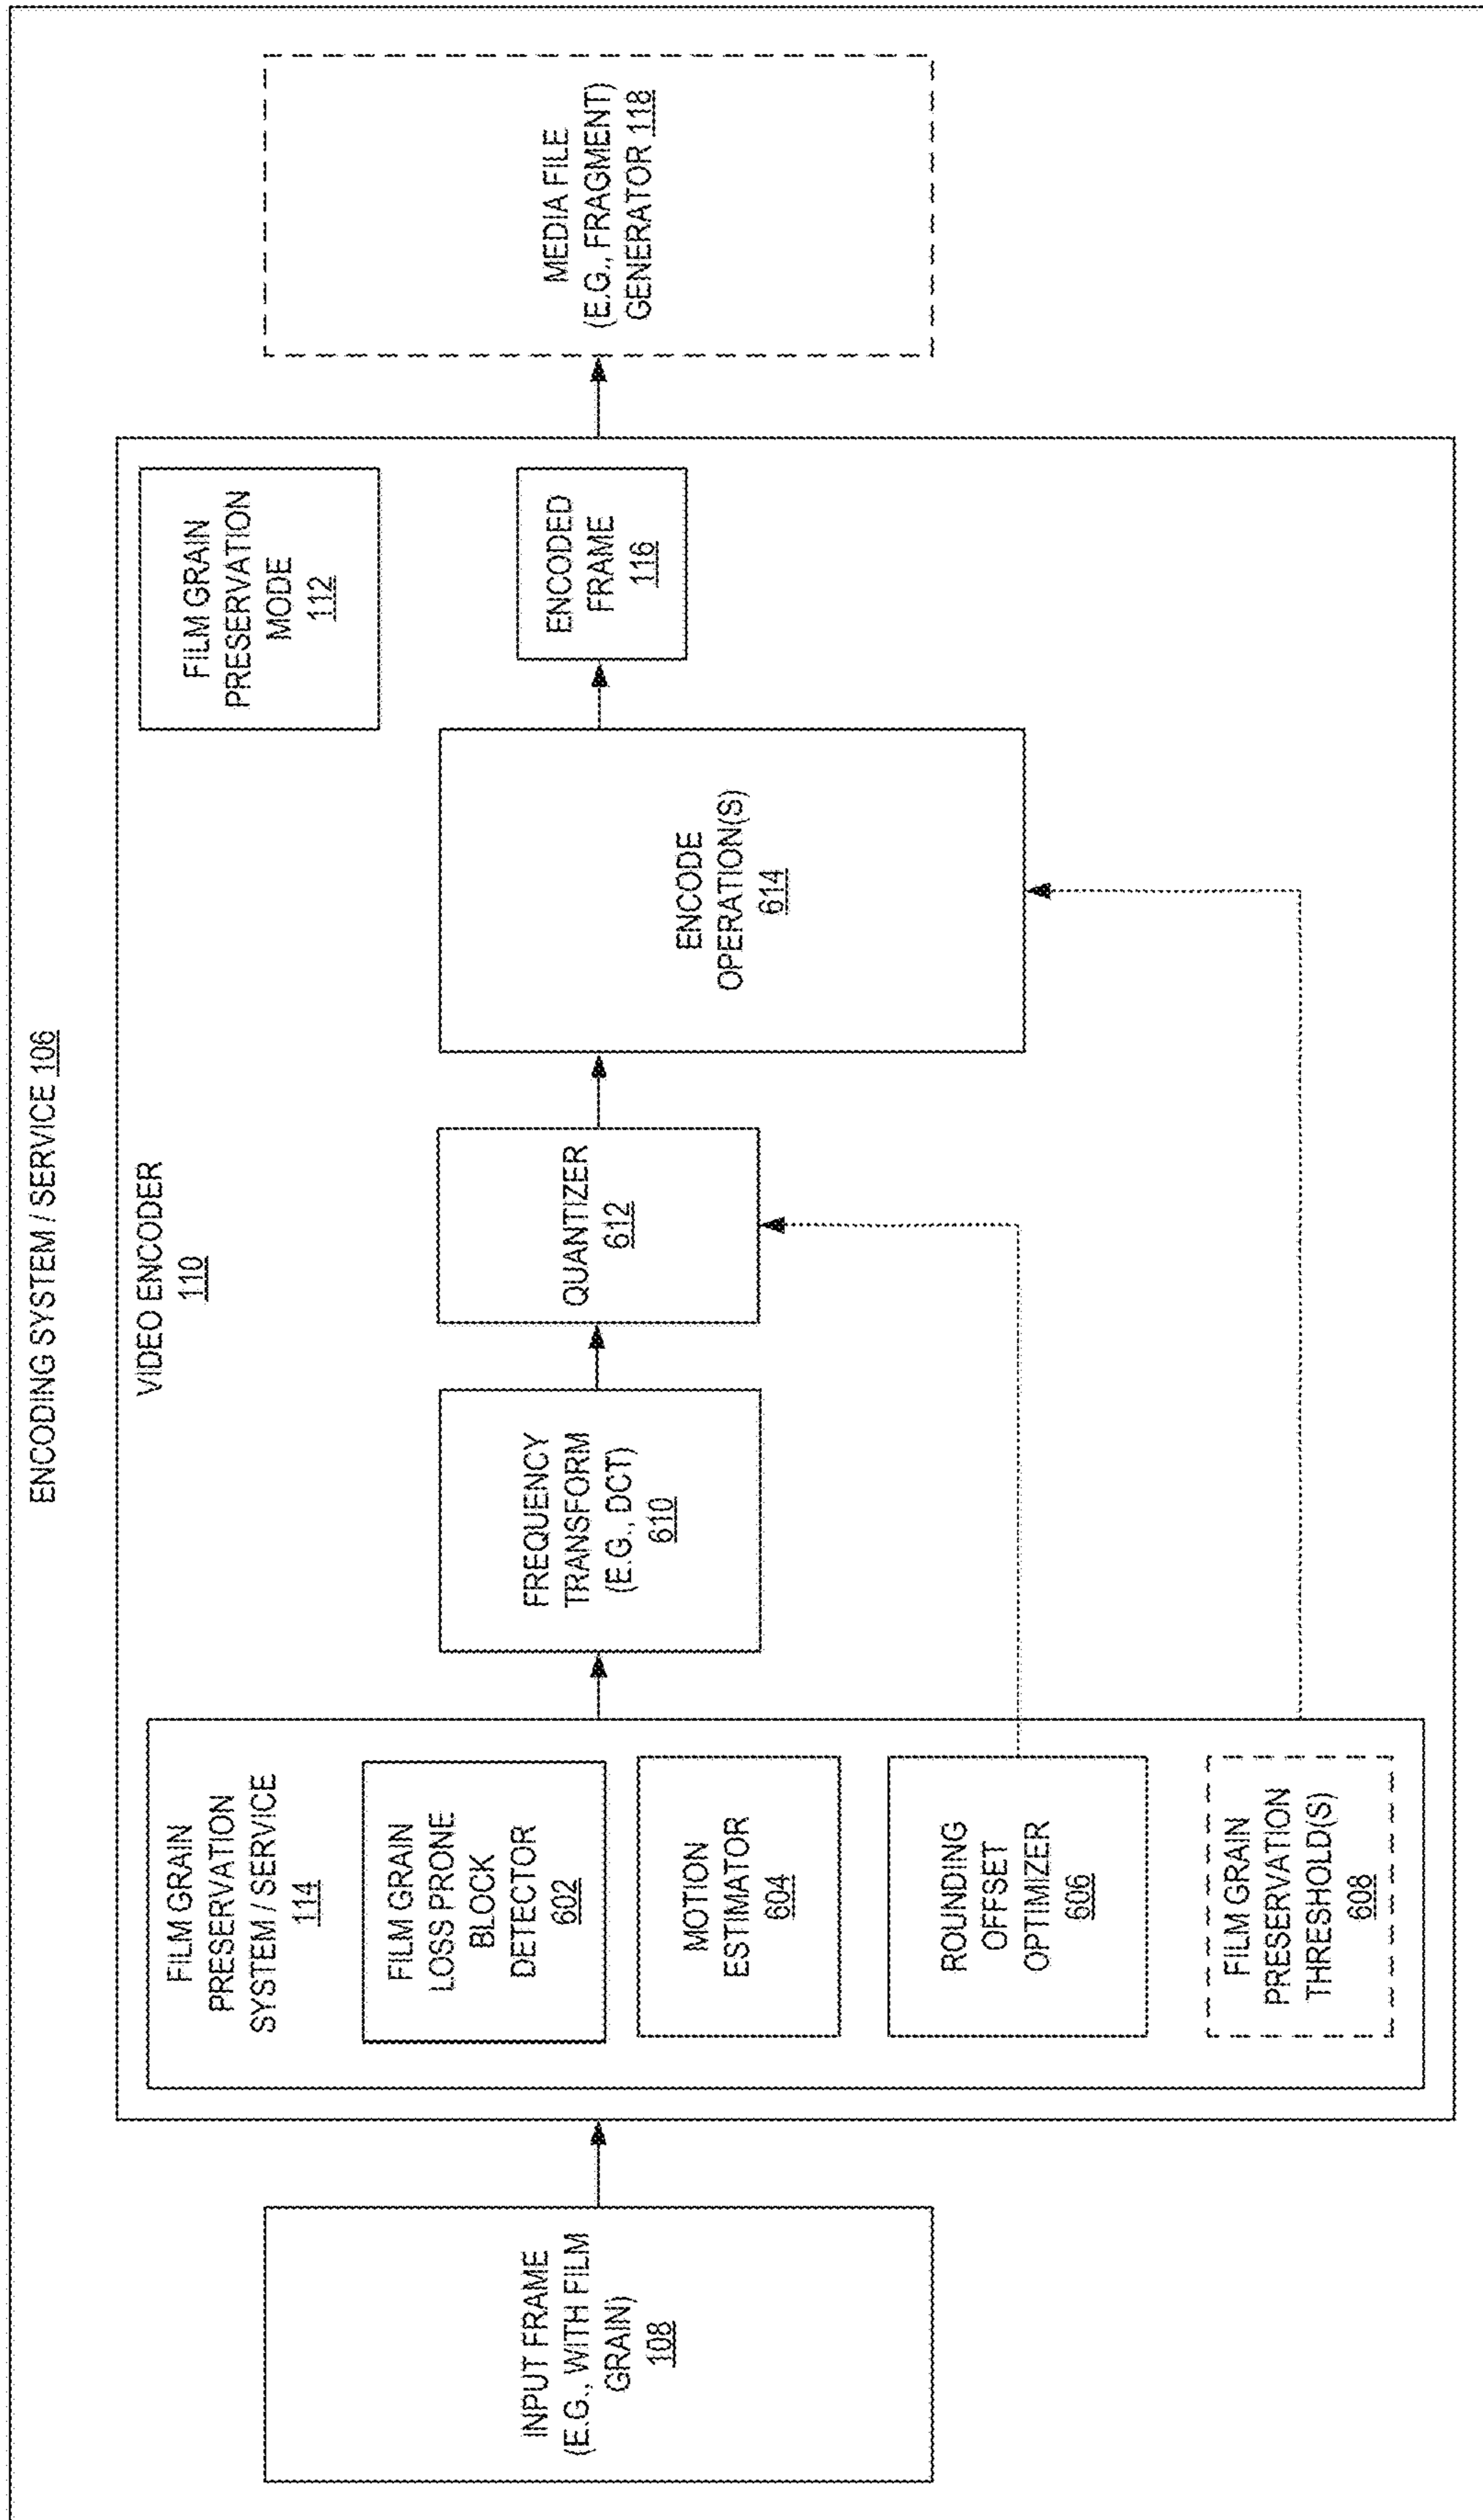 ENCODING SYSTEM / SERVICE 106
VIDEO ENCODER
110
INPUT FRAME
(E.G., WITH FILM
GRAIN)
108
FILM GRAIN
PRESERVATION
SYSTEM / SERVICE
114
FILM GRAIN
LOSS PRONE
BLOCK
DETECTOR
602
MOTION
ESTIMATOR
604
ROUNDING
OFFSET
OPTIMIZER
606
FILM GRAIN
PRESERVATION
THRESHOLD(S)
608
FREQUENCY
TRANSFORM
(E.G., DCT)
610
QUANTIZER
612
ENCODE
OPERATION(S)
614
FILM GRAIN
PRESERVATION
MODE
112
ENCODED
FRAME
116
MEDIA FILE
(E.G., FRAGMENT)
GENERATOR 118